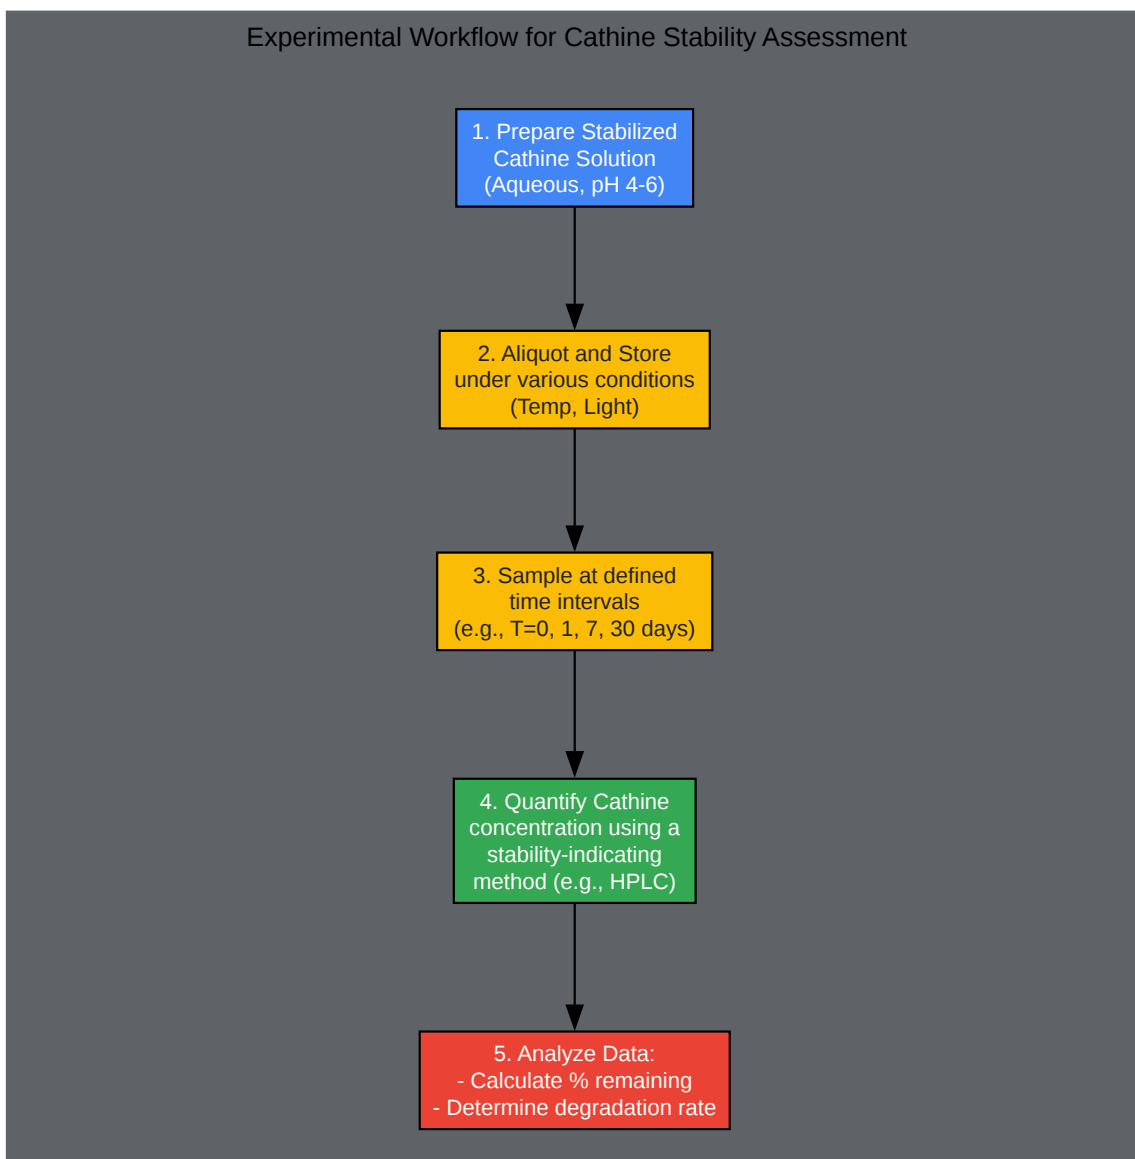 Experimental Workflow for Cathine Stability Assessment
1. Prepare Stabilized
Cathine Solution
(Aqueous, pH 4-6)
2. Aliquot and Store
under various conditions
(Temp, Light)
3. Sample at defined
time intervals
(e.g., T=0, 1, 7, 30 days)
4. Quantify Cathine
concentration using a
stability-indicating
method (e.g., HPLC)
5. Analyze Data:
- Calculate % remaining
- Determine degradation rate